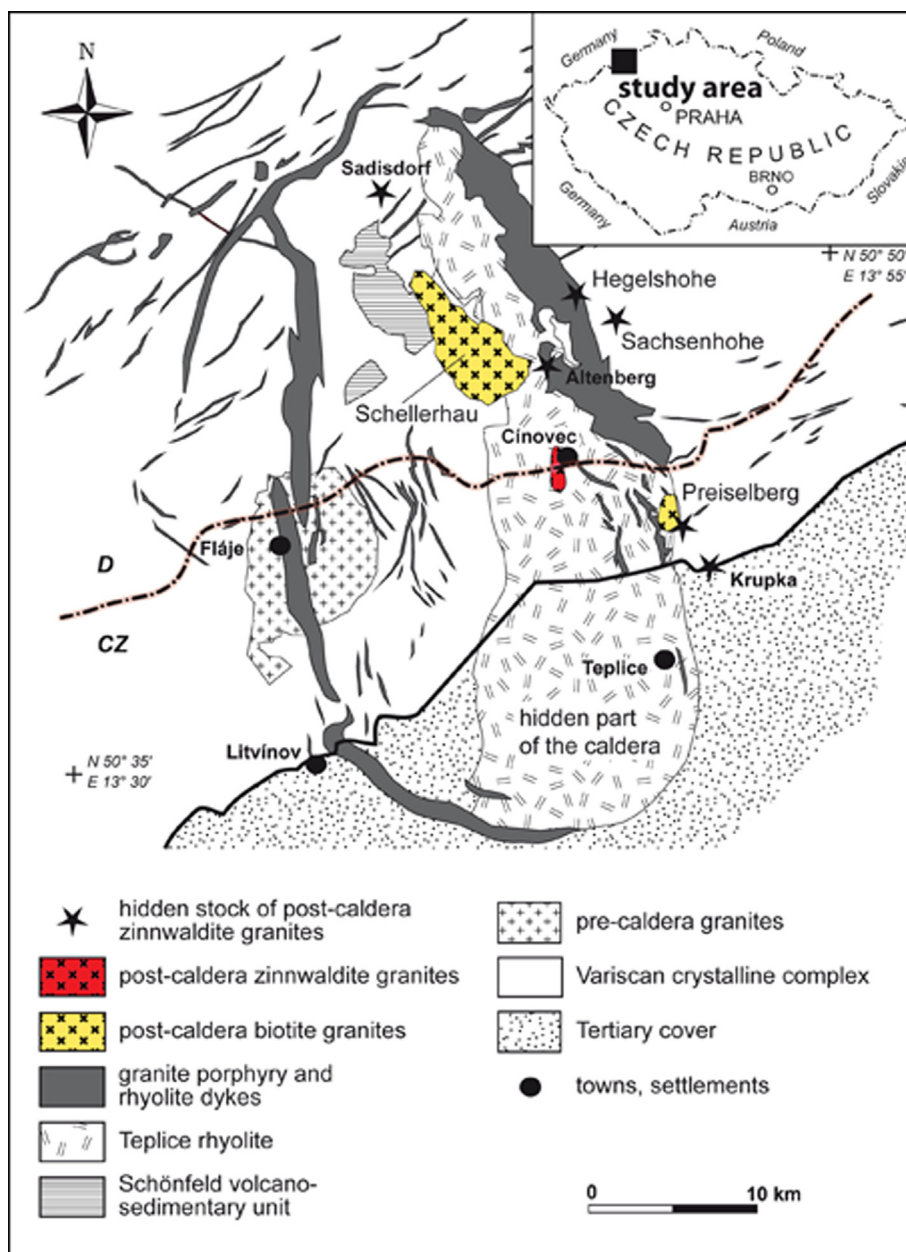 N
Germany
Poland
study area
PRAHA
CZECH REPUBLIC
BRNO
Slovakia
Germany
Austria
Sadisdorf
N 50° 50'
E 13° 55'
Hegelshohe
Sachsenhohe
Altenberg
Schellerhau
Cínovec
Preiselberg
Fláje
D
Krupka
CZ
Teplice
hidden part
of the caldera
Litvínov
N 50° 35'
E 13° 30'
hidden stock of post-caldera
zinnwaldite granites
post-caldera zinnwaldite granites
post-caldera biotite granites
granite porphyry and
rhyolite dykes
Teplice rhyolite
Schönfeld volcano-
sedimentary unit
pre-caldera granites
Variscan crystalline complex
Tertiary cover
towns, settlements
0 10 km